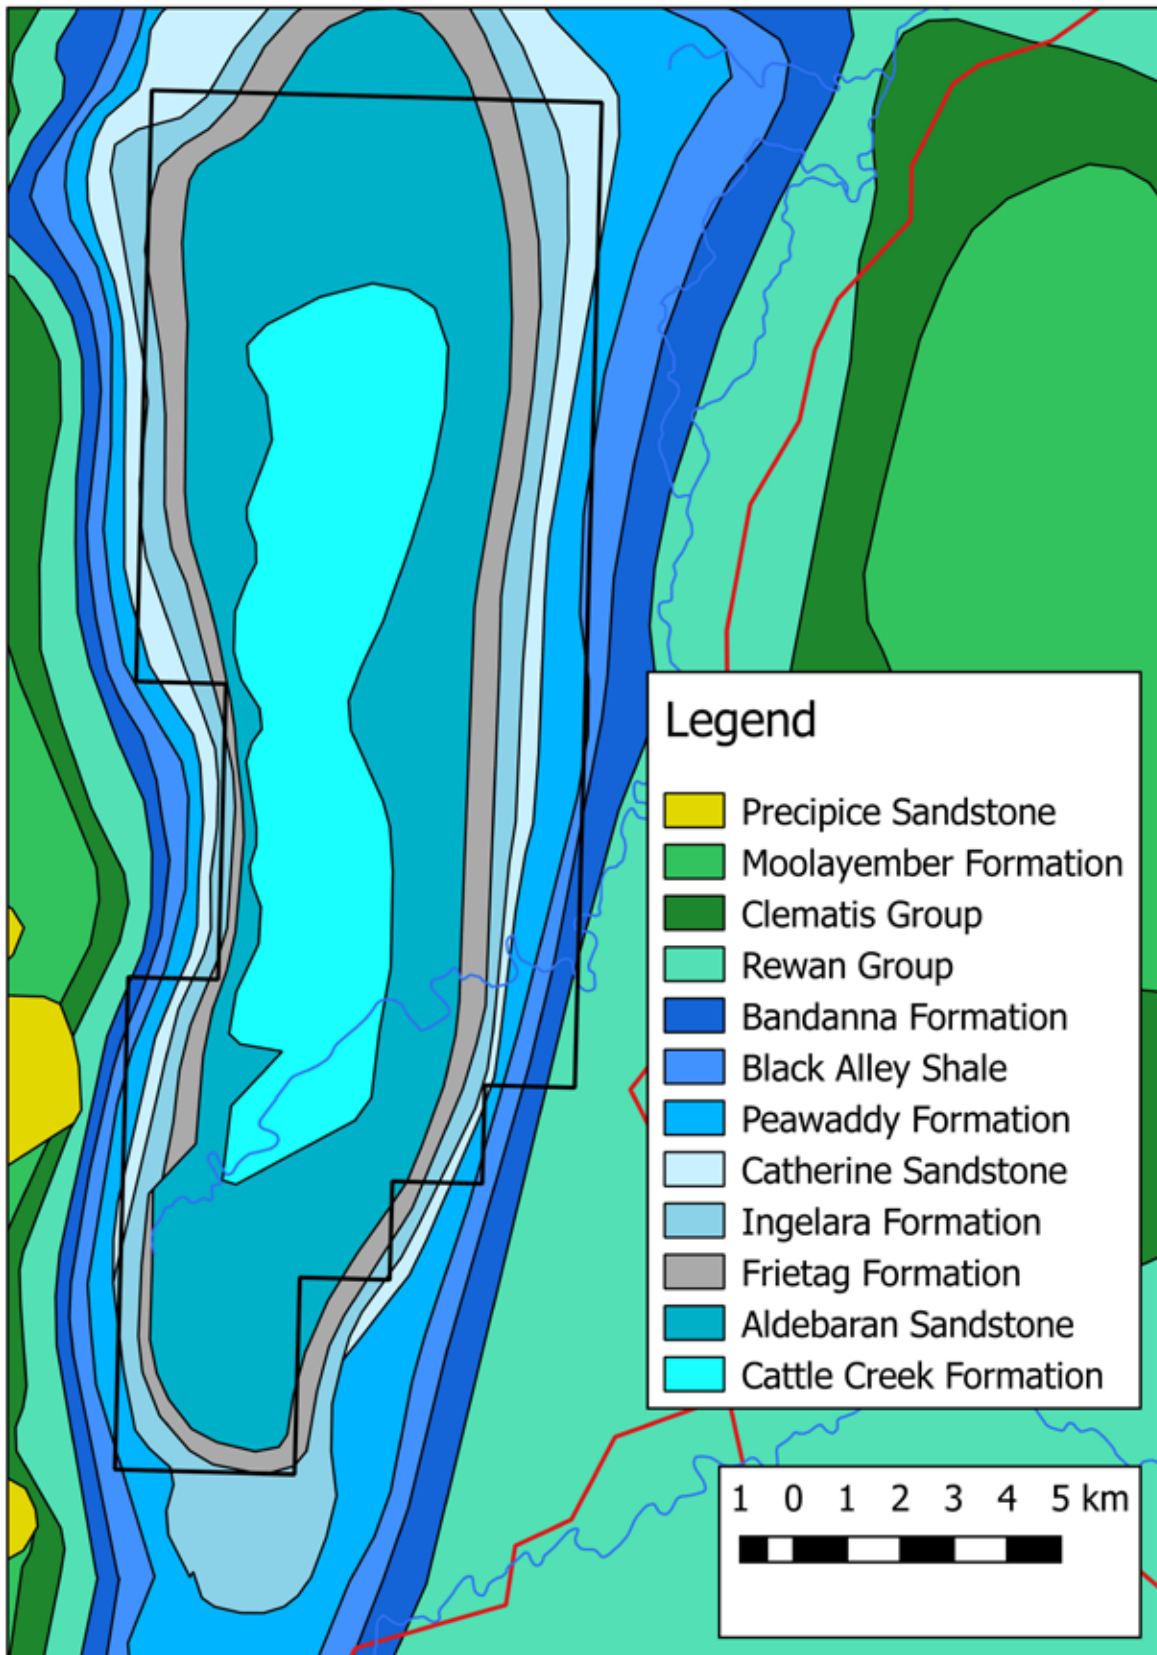 Legend
Precipice Sandstone
Moolayember Formation
Clematis Group
Rewan Group
Bandanna Formation
Black Alley Shale
Peawaddy Formation
Catherine Sandstone
Ingelara Formation
Frietag Formation
Aldebaran Sandstone
Cattle Creek Formation
1 0 1 2 3 4 5 km